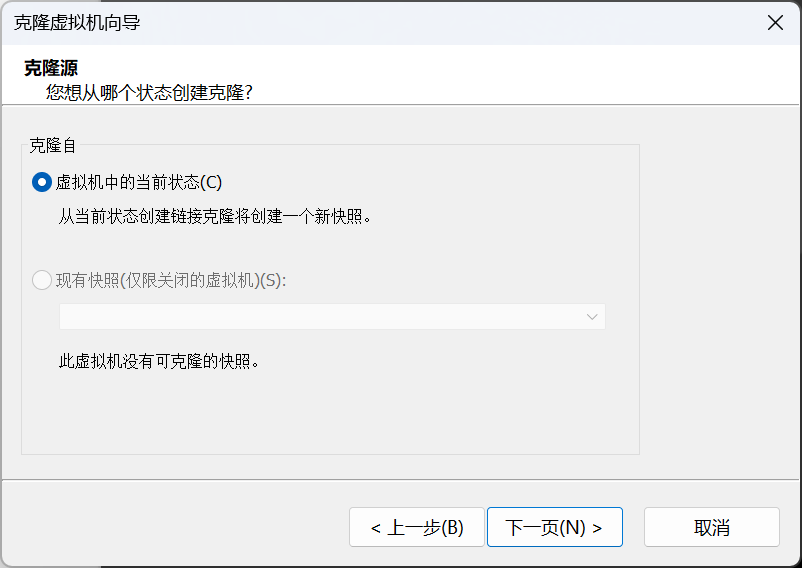 克隆虚拟机向导
克隆源
您想从哪个状态创建克隆?
克隆自
虚拟机中的当前状态(C)
从当前状态创建链接克隆将创建一个新快照。
现有快照(仅限关闭的虚拟机)(S):
此虚拟机没有可克隆的快照。
< 上一步(B) 下一页(N) > 取消